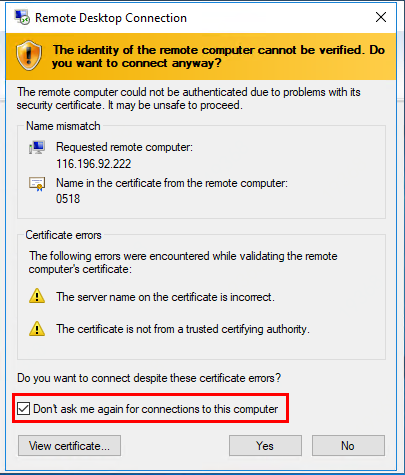 Remote Desktop Connection
The identity of the remote computer cannot be verified. Do
you want to connect anyway?
The remote computer could not be authenticated due to problems with its
security certificate. It may be unsafe to proceed.
Name mismatch
Requested remote computer:
116.196.92.222
Name in the certificate from the remote computer:
0518
Certificate errors
The following errors were encountered while validating the remote
computer's certificate:
The server name on the certificate is incorrect.
The certificate is not from a trusted certifying authority.
Do you want to connect despite these certificate errors?
Don't ask me again for connections to this computer
View certificate... Yes No